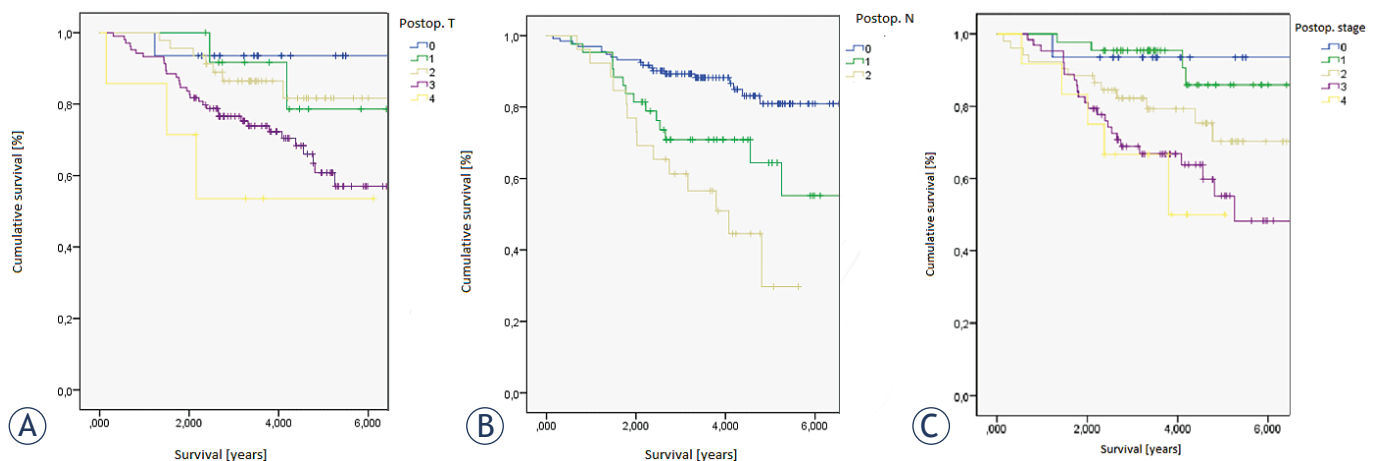 Postop. T
0
1
2
3
4
1,0
0,8
0,6
0,4
0,2
0,0
Cumulative survival [%]
,000 2,000 4,000 6,000
Survival [years]
A
Postop. N
0
1
2
1,0
0,8
0,6
0,4
0,2
0,0
Cumulative survival [%]
,000 2,000 4,000 6,000
Survival [years]
B
Postop. stage
0
1
2
3
4
1,0
0,8
0,6
0,4
0,2
0,0
Cumulative survival [%]
,000 2,000 4,000 6,000
Survival [years]
C